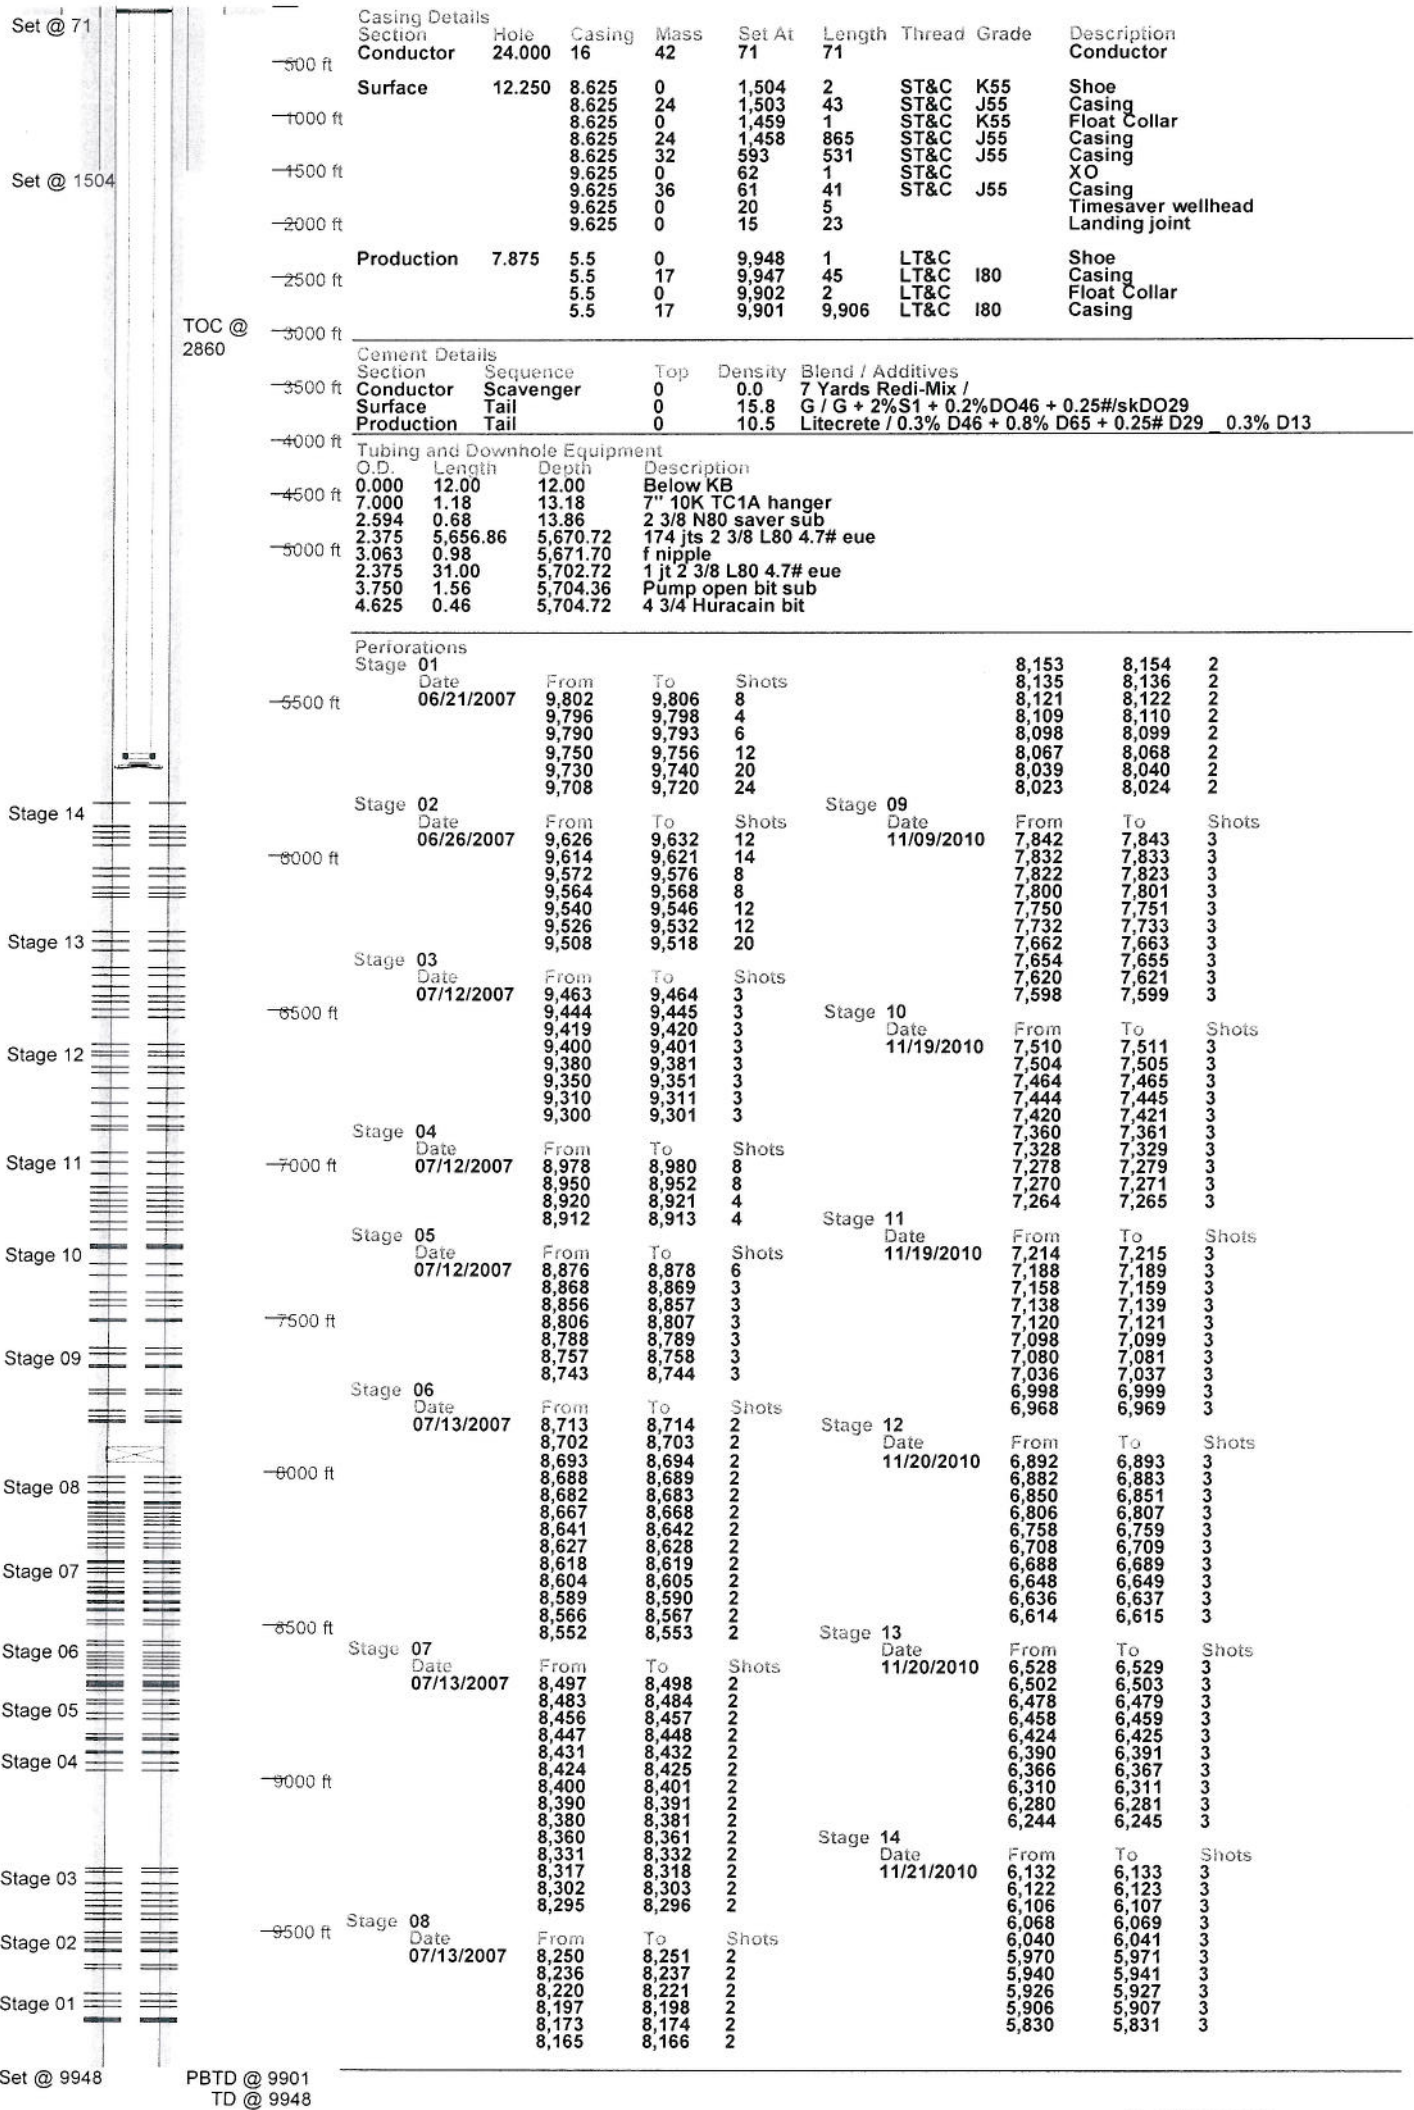 Set @ 71
Set @ 1504
TOC @
2860
500 ft
1000 ft
1500 ft
2000 ft
2500 ft
3000 ft
3500 ft
4000 ft
4500 ft
5000 ft
5500 ft
6000 ft
6500 ft
7000 ft
7500 ft
8000 ft
8500 ft
9000 ft
9500 ft
Stage 14
Stage 13
Stage 12
Stage 11
Stage 10
Stage 09
Stage 08
Stage 07
Stage 06
Stage 05
Stage 04
Stage 03
Stage 02
Stage 01
Set @ 9948
PBTD @ 9901
TD @ 9948
Casing Details
Section Hole Casing Mass Set At Length Thread Grade Description
Conductor 24.000 16 42 71 71 Conductor
Surface 12.250 8.625 0 1,504 2 ST&C K55 Shoe
8.625 24 1,503 43 ST&C J55 Casing
8.625 0 1,459 1 ST&C K55 Float Collar
8.625 24 1,458 865 ST&C J55 Casing
8.625 32 593 531 ST&C J55 Casing
9.625 0 62 1 ST&C XO
9.625 36 61 41 ST&C J55 Casing
9.625 0 20 5 Timesaver wellhead
9.625 0 15 23 Landing joint
Production 7.875 5.5 0 9,948 1 LT&C Shoe
5.5 17 9,947 45 LT&C I80 Casing
5.5 0 9,902 2 LT&C Float Collar
5.5 17 9,901 9,906 LT&C I80 Casing
Cement Details
Section Sequence Top Density Blend / Additives
Conductor Scavenger 0 0.0 7 Yards Redi-Mix /
Surface Tail 0 15.8 G / G + 2%S1 + 0.2%DO46 + 0.25#/skDO29
Production Tail 0 10.5 Litecrete / 0.3% D46 + 0.8% D65 + 0.25# D29 _ 0.3% D13
Tubing and Downhole Equipment
O.D. Length Depth Description
0.000 12.00 12.00 Below KB
7.000 1.18 13.18 7" 10K TC1A hanger
2.594 0.68 13.86 2 3/8 N80 saver sub
2.375 5,656.86 5,670.72 174 jts 2 3/8 L80 4.7# eue
3.063 0.98 5,671.70 f nipple
2.375 31.00 5,702.72 1 jt 2 3/8 L80 4.7# eue
3.750 1.56 5,704.36 Pump open bit sub
4.625 0.46 5,704.72 4 3/4 Huracain bit
Perforations
Stage 01
Date From To Shots
06/21/2007 9,802 9,806 8
9,796 9,798 4
9,790 9,793 6
9,750 9,756 12
9,730 9,740 20
9,708 9,720 24
Stage 02
Date From To Shots
06/26/2007 9,626 9,632 12
9,614 9,621 14
9,572 9,576 8
9,564 9,568 8
9,540 9,546 12
9,526 9,532 12
9,508 9,518 20
Stage 03
Date From To Shots
07/12/2007 9,463 9,464 3
9,444 9,445 3
9,419 9,420 3
9,400 9,401 3
9,380 9,381 3
9,350 9,351 3
9,310 9,311 3
9,300 9,301 3
Stage 04
Date From To Shots
07/12/2007 8,978 8,980 8
8,950 8,952 8
8,920 8,921 4
8,912 8,913 4
Stage 05
Date From To Shots
07/12/2007 8,876 8,878 6
8,868 8,869 3
8,856 8,857 3
8,806 8,807 3
8,788 8,789 3
8,757 8,758 3
8,743 8,744 3
Stage 06
Date From To Shots
07/13/2007 8,713 8,714 2
8,702 8,703 2
8,693 8,694 2
8,688 8,689 2
8,682 8,683 2
8,667 8,668 2
8,641 8,642 2
8,627 8,628 2
8,618 8,619 2
8,604 8,605 2
8,589 8,590 2
8,566 8,567 2
8,552 8,553 2
Stage 07
Date From To Shots
07/13/2007 8,497 8,498 2
8,483 8,484 2
8,456 8,457 2
8,447 8,448 2
8,431 8,432 2
8,424 8,425 2
8,400 8,401 2
8,390 8,391 2
8,380 8,381 2
8,360 8,361 2
8,331 8,332 2
8,317 8,318 2
8,302 8,303 2
8,295 8,296 2
Stage 08
Date From To Shots
07/13/2007 8,250 8,251 2
8,236 8,237 2
8,220 8,221 2
8,197 8,198 2
8,173 8,174 2
8,165 8,166 2
8,153 8,154 2
8,135 8,136 2
8,121 8,122 2
8,109 8,110 2
8,098 8,099 2
8,067 8,068 2
8,039 8,040 2
8,023 8,024 2
Stage 09
Date From To Shots
11/09/2010 7,842 7,843 3
7,832 7,833 3
7,822 7,823 3
7,800 7,801 3
7,750 7,751 3
7,732 7,733 3
7,662 7,663 3
7,654 7,655 3
7,620 7,621 3
7,598 7,599 3
Stage 10
Date From To Shots
11/19/2010 7,510 7,511 3
7,504 7,505 3
7,464 7,465 3
7,444 7,445 3
7,420 7,421 3
7,360 7,361 3
7,328 7,329 3
7,278 7,279 3
7,270 7,271 3
7,264 7,265 3
Stage 11
Date From To Shots
11/19/2010 7,214 7,215 3
7,188 7,189 3
7,158 7,159 3
7,138 7,139 3
7,120 7,121 3
7,098 7,099 3
7,080 7,081 3
7,036 7,037 3
6,998 6,999 3
6,968 6,969 3
Stage 12
Date From To Shots
11/20/2010 6,892 6,893 3
6,882 6,883 3
6,850 6,851 3
6,806 6,807 3
6,758 6,759 3
6,708 6,709 3
6,688 6,689 3
6,648 6,649 3
6,636 6,637 3
6,614 6,615 3
Stage 13
Date From To Shots
11/20/2010 6,528 6,529 3
6,502 6,503 3
6,478 6,479 3
6,458 6,459 3
6,424 6,425 3
6,390 6,391 3
6,366 6,367 3
6,310 6,311 3
6,280 6,281 3
6,244 6,245 3
Stage 14
Date From To Shots
11/21/2010 6,132 6,133 3
6,122 6,123 3
6,106 6,107 3
6,068 6,069 3
6,040 6,041 3
5,970 5,971 3
5,940 5,941 3
5,926 5,927 3
5,906 5,907 3
5,830 5,831 3